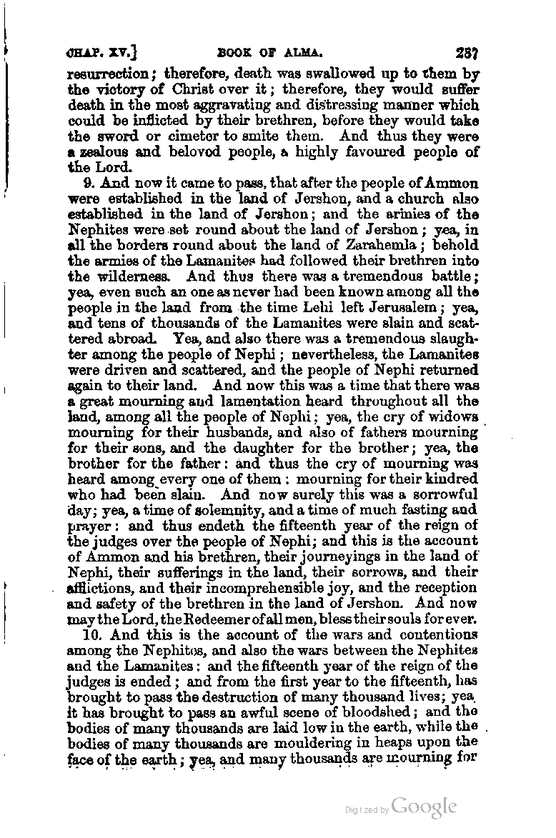 CHAP. XV.] BOOK OF ALMA. 287
resurrection; therefore, death was swallowed up to them by
the victory of Christ over it; therefore, they would suffer
death in the most aggravating and distressing manner which
could be inflicted by their brethren, before they would take
the sword or cimeter to smite them. And thus they were
a zealous and beloved people, a highly favoured people of
the Lord.
9. And now it came to pass, that after the people of Ammon
were established in the land of Jershon, and a church also
established in the land of Jershon; and the armies of the
Nephites were set round about the land of Jershon; yea, in
all the borders round about the land of Zarahemla; behold
the armies of the Lamanites had followed their brethren into
the wilderness. And thus there was a tremendous battle;
yea, even such an one as never had been known among all the
people in the land from the time Lehi left Jerusalem; yea,
and tens of thousands of the Lamanites were slain and scat-
tered abroad. Yea, and also there was a tremendous slaugh-
ter among the people of Nephi; nevertheless, the Lamanites
were driven and scattered, and the people of Nephi returned
again to their land. And now this was a time that there was
a great mourning and lamentation heard throughout all the
land, among all the people of Nephi; yea, the cry of widows
mourning for their husbands, and also of fathers mourning
for their sons, and the daughter for the brother; yea, the
brother for the father: and thus the cry of mourning was
heard among every one of them: mourning for their kindred
who had been slain. And now surely this was a sorrowful
day; yea, a time of solemnity, and a time of much fasting and
prayer: and thus endeth the fifteenth year of the reign of
the judges over the people of Nephi; and this is the account
of Ammon and his brethren, their journeyings in the land of
Nephi, their sufferings in the land, their sorrows, and their
afflictions, and their incomprehensible joy, and the reception
and safety of the brethren in the land of Jershon. And now
may the Lord, the Redeemer of all men, bless their souls for ever.
10. And this is the account of the wars and contentions
among the Nephites, and also the wars between the Nephites
and the Lamanites: and the fifteenth year of the reign of the
judges is ended; and from the first year to the fifteenth, has
brought to pass the destruction of many thousand lives; yea
it has brought to pass an awful scene of bloodshed; and the
bodies of many thousands are laid low in the earth, while the
bodies of many thousands are mouldering in heaps upon the
face of the earth; yea, and many thousands are mourning for
Digitized by Google